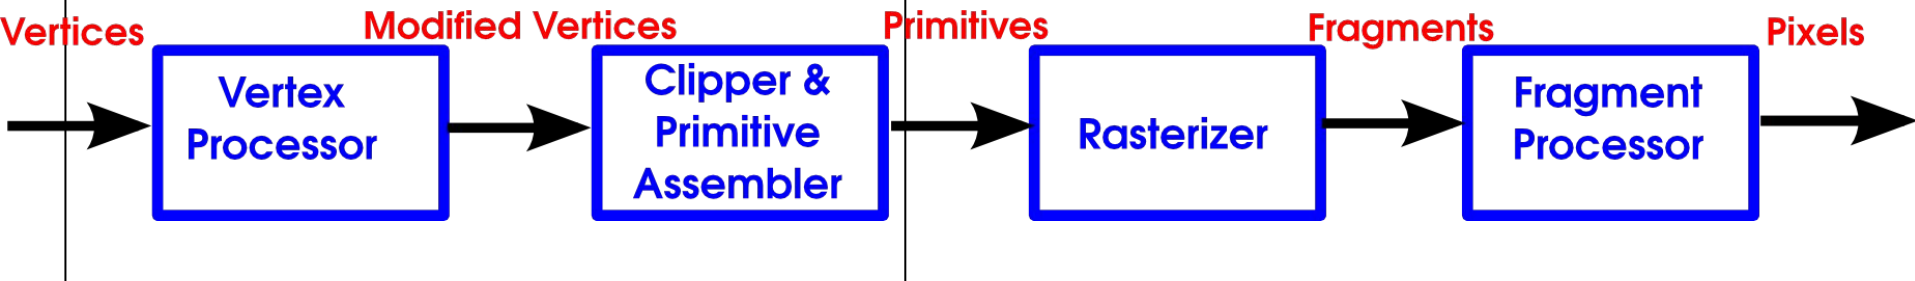 Vertices
Modified Vertices
Primitives
Fragments
Pixels
Vertex
Processor
Clipper &
Primitive
Assembler
Rasterizer
Fragment
Processor